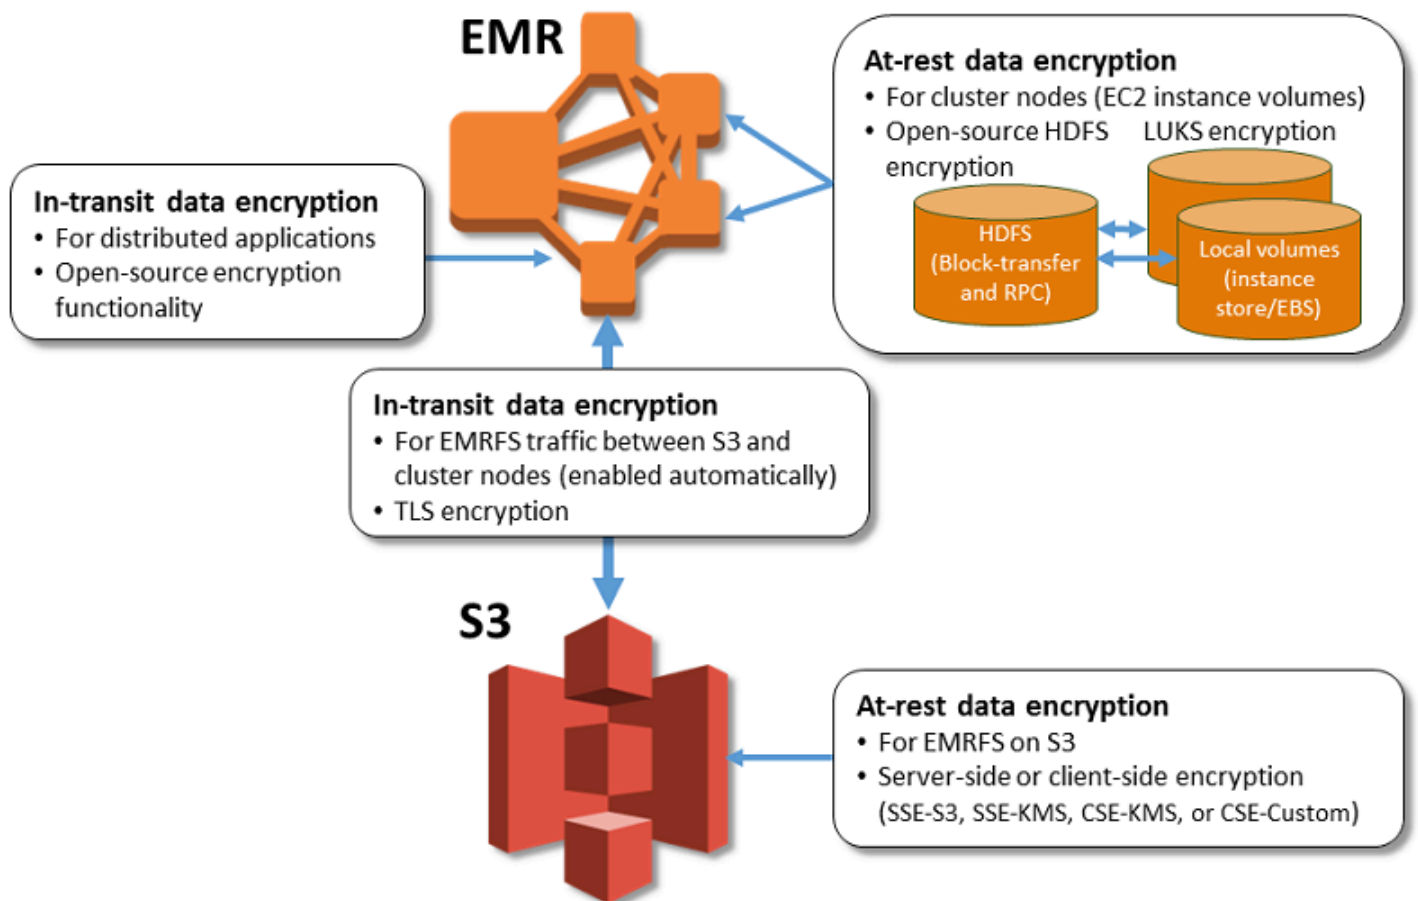 EMR
At-rest data encryption
• For cluster nodes (EC2 instance volumes)
• Open-source HDFS encryption
LUKS encryption
HDFS
(Block-transfer
and RPC)
Local volumes
(instance
store/EBS)
In-transit data encryption
• For distributed applications
• Open-source encryption
functionality
In-transit data encryption
• For EMRFS traffic between S3 and
cluster nodes (enabled automatically)
• TLS encryption
S3
At-rest data encryption
• For EMRFS on S3
• Server-side or client-side encryption
(SSE-S3, SSE-KMS, CSE-KMS, or CSE-Custom)